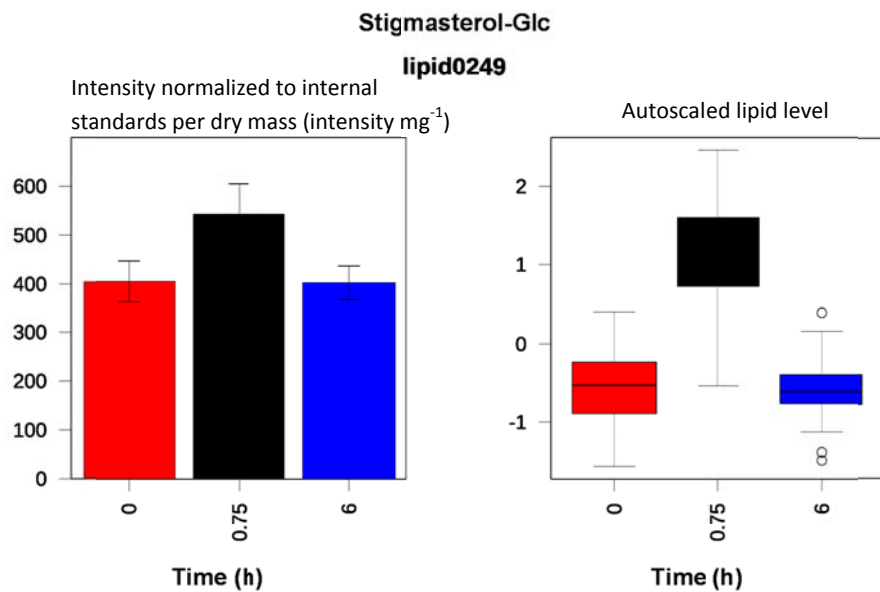 Stigmasterol-Glc
lipid0249
Intensity normalized to internal
standards per dry mass (intensity mg⁻¹)
600
500
400
300
200
100
0
0
0.75
6
Time (h)
Autoscaled lipid level
2
1
0
-1
0
0.75
6
Time (h)